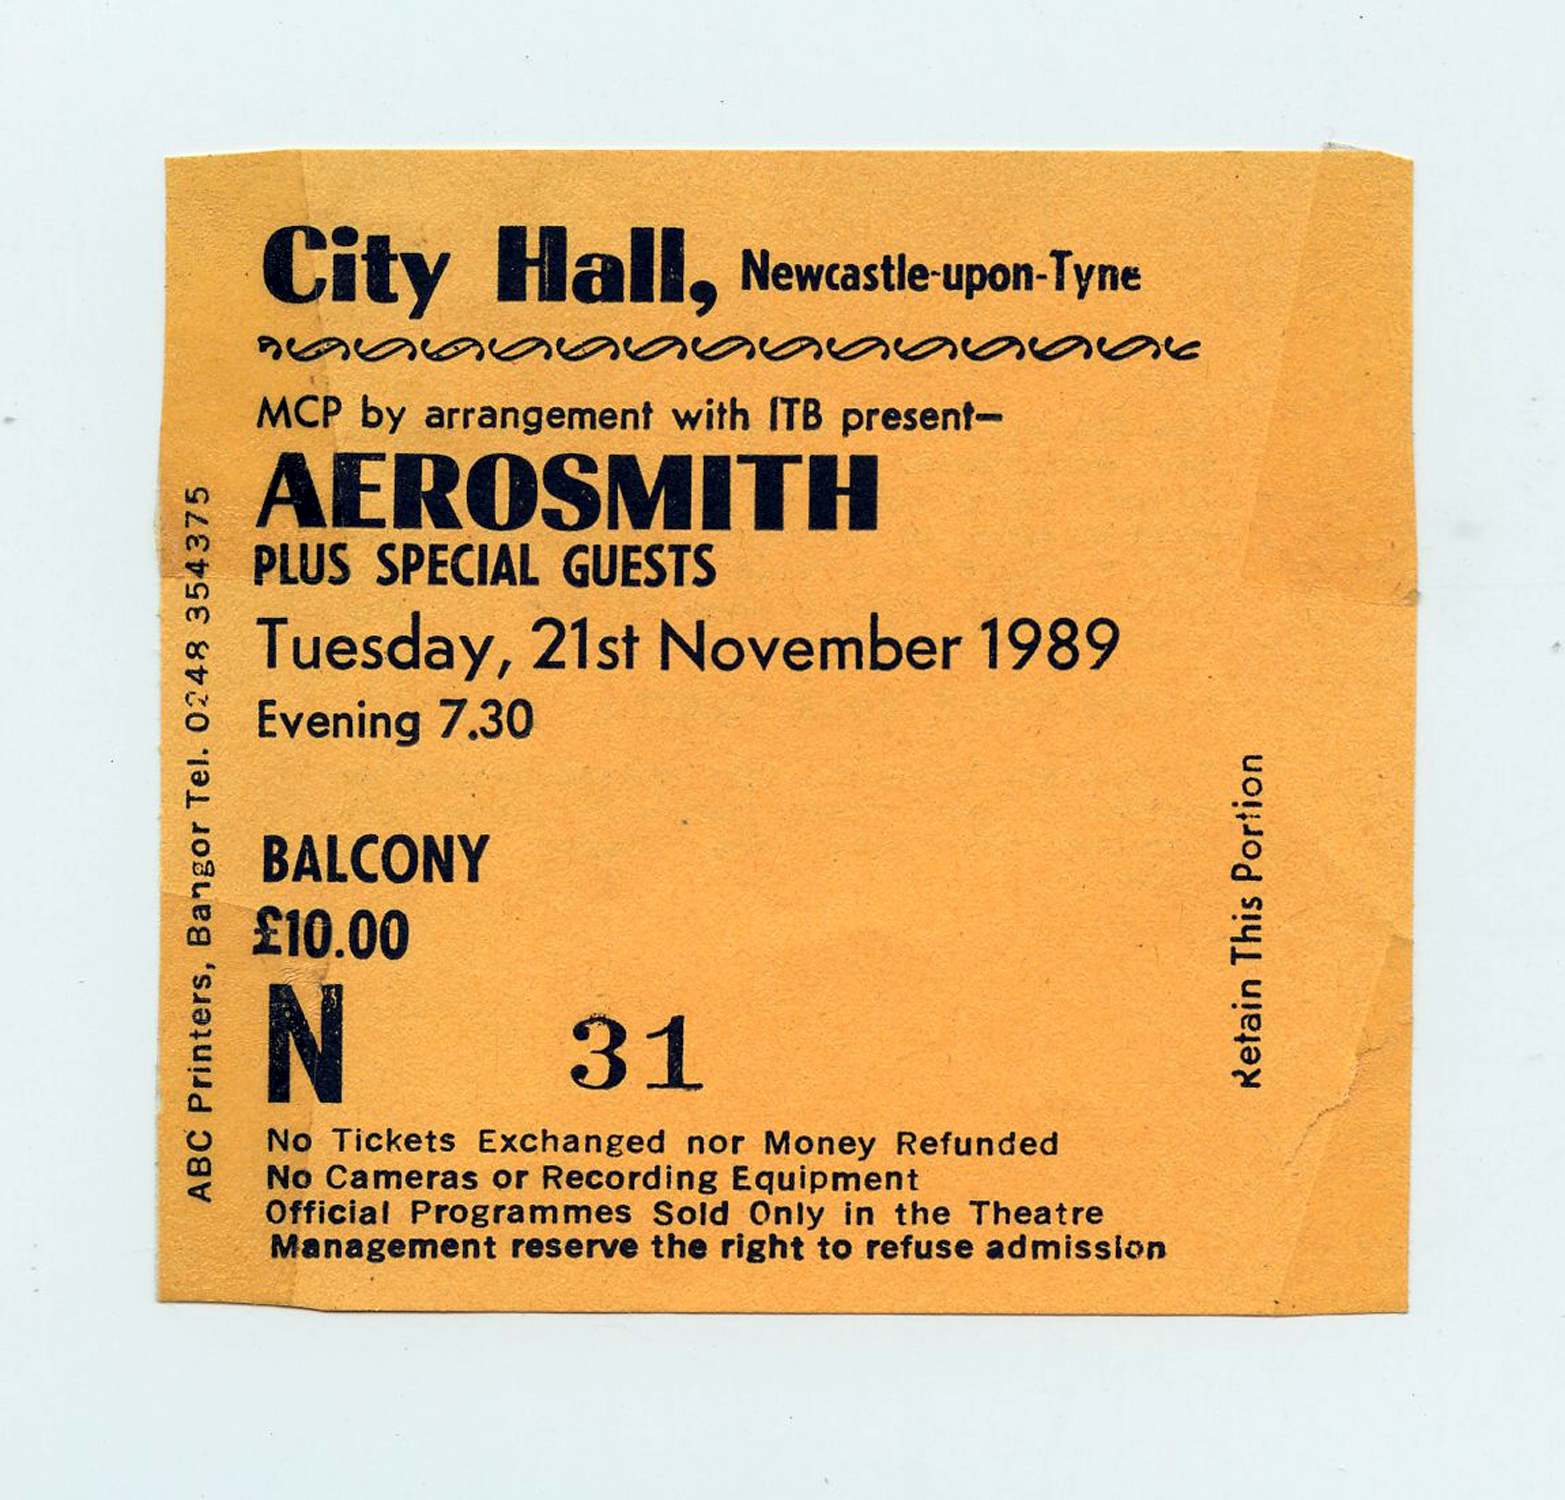 City Hall, Newcastle-upon-Tyne
MCP by arrangement with ITB present-
AEROSMITH
PLUS SPECIAL GUESTS
Tuesday, 21st November 1989
Evening 7.30
BALCONY
£10.00
N 31
No Tickets Exchanged nor Money Refunded
No Cameras or Recording Equipment
Official Programmes Sold Only in the Theatre
Management reserve the right to refuse admission
ABC Printers, Bangor Tel. 0248 354375
Retain This Portion